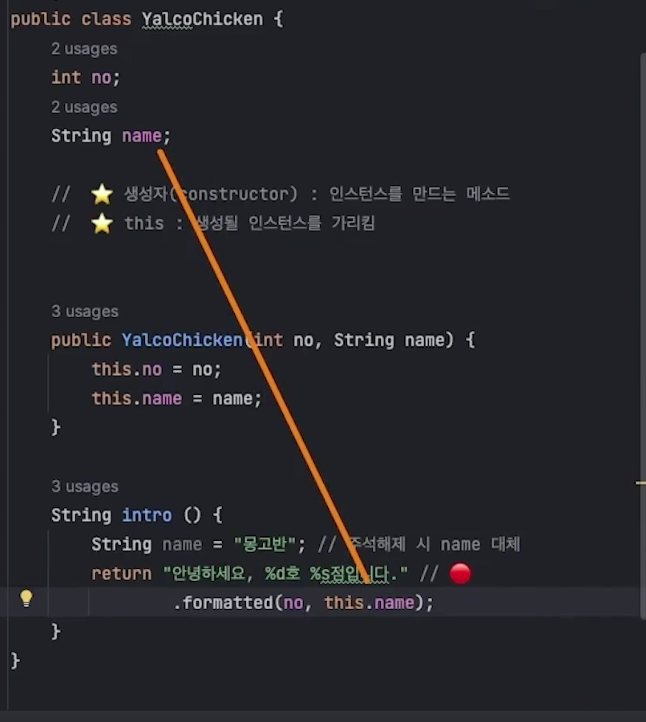 public class YalcoChicken {
2 usages
int no;
2 usages
String name;
// ⭐ 생성자(constructor) : 인스턴스를 만드는 메소드
// ⭐ this : 생성될 인스턴스를 가리킴
3 usages
public YalcoChicken(int no, String name) {
this.no = no;
this.name = name;
}
3 usages
String intro () {
String name = "몽고반"; // 주석해제 시 name 대체
return "안녕하세요, %d호 %s점입니다." // 🔴
.formatted(no, this.name);
}
}